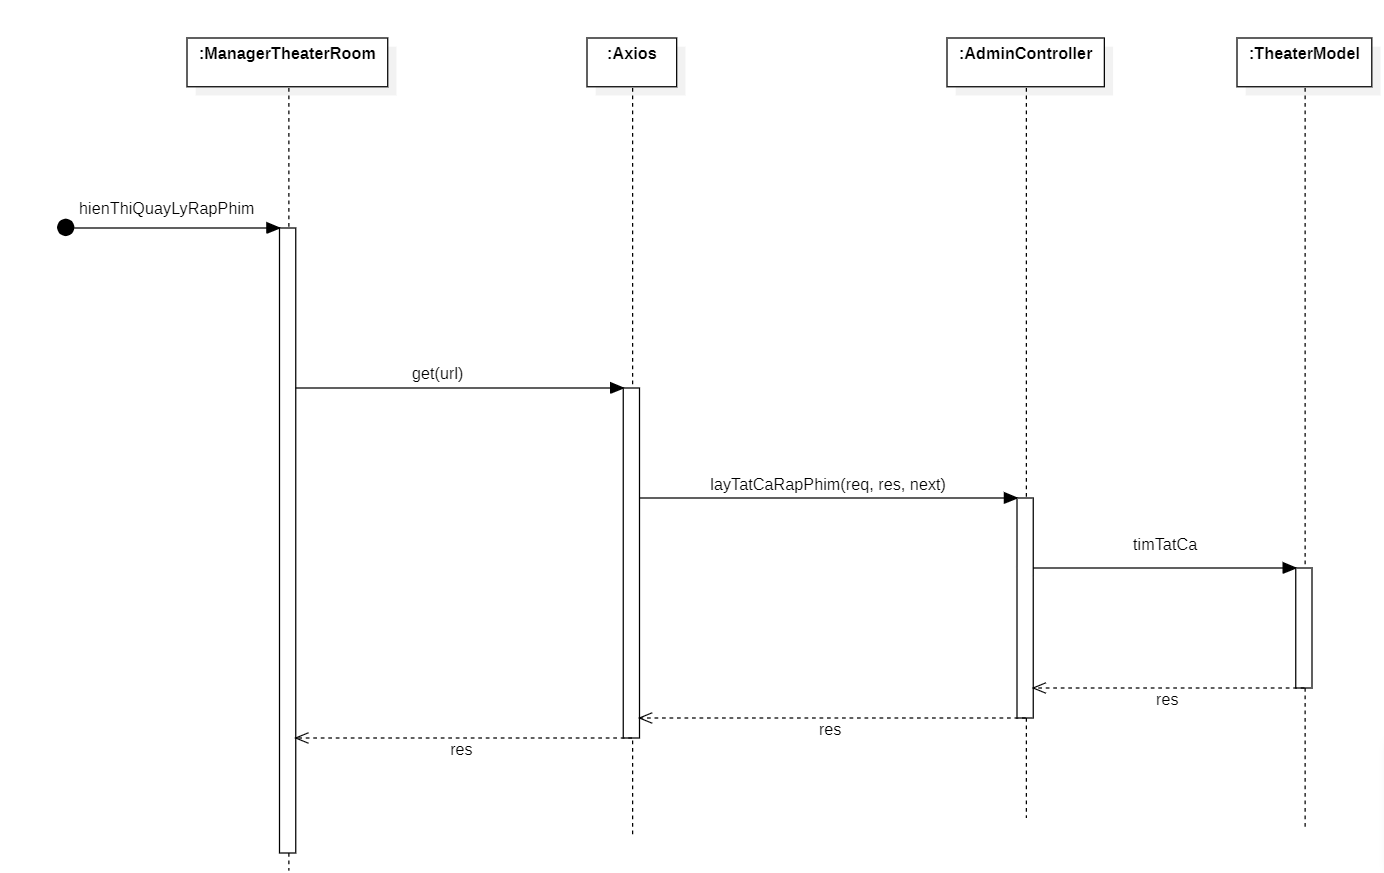 :ManagerTheaterRoom
:Axios
:AdminController
:TheaterModel
hienThiQuayLyRapPhim
get(url)
layTatCaRapPhim(req, res, next)
timTatCa
res
res
res